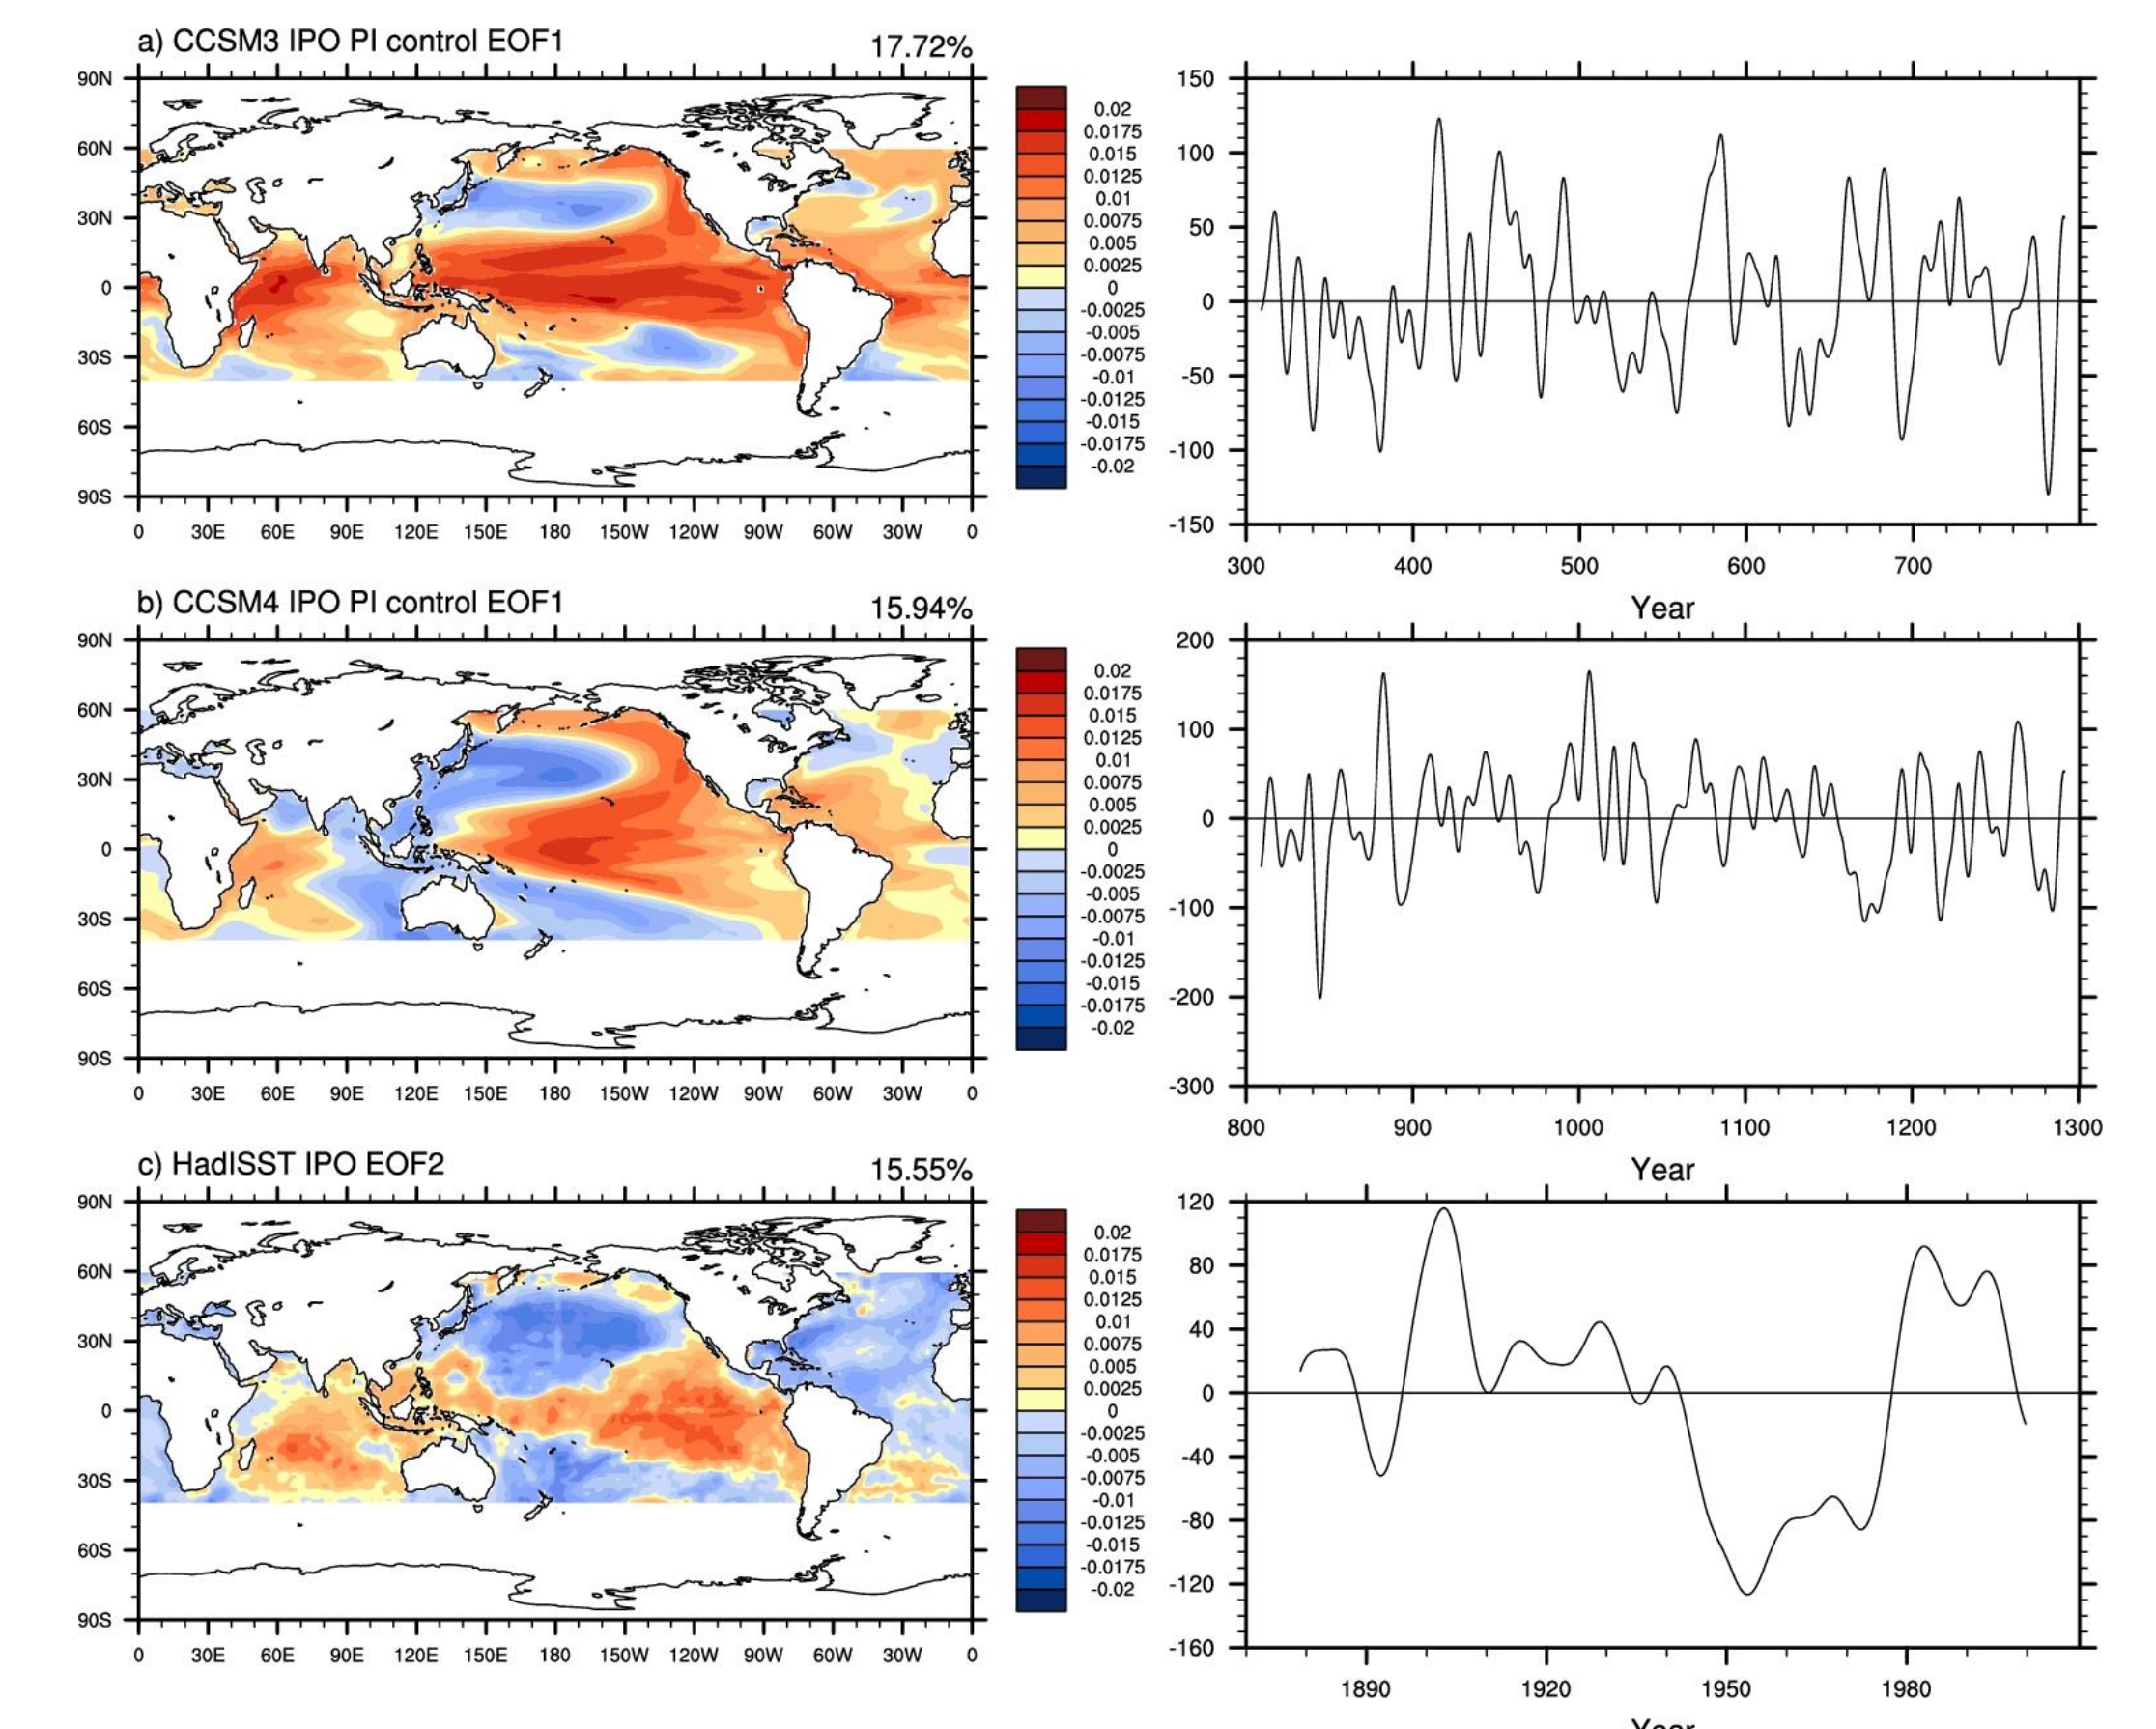 a) CCSM3 IPO PI control EOF1 17.72%
90N
60N
30N
0
30S
60S
90S
0 30E 60E 90E 120E 150E 180 150W 120W 90W 60W 30W 0
0.02
0.0175
0.015
0.0125
0.01
0.0075
0.005
0.0025
0
-0.0025
-0.005
-0.0075
-0.01
-0.0125
-0.015
-0.0175
-0.02
150
100
50
0
-50
-100
-150
300 400 500 600 700
Year
b) CCSM4 IPO PI control EOF1 15.94%
90N
60N
30N
0
30S
60S
90S
0 30E 60E 90E 120E 150E 180 150W 120W 90W 60W 30W 0
0.02
0.0175
0.015
0.0125
0.01
0.0075
0.005
0.0025
0
-0.0025
-0.005
-0.0075
-0.01
-0.0125
-0.015
-0.0175
-0.02
200
100
0
-100
-200
-300
800 900 1000 1100 1200 1300
Year
c) HadISST IPO EOF2 15.55%
90N
60N
30N
0
30S
60S
90S
0 30E 60E 90E 120E 150E 180 150W 120W 90W 60W 30W 0
0.02
0.0175
0.015
0.0125
0.01
0.0075
0.005
0.0025
0
-0.0025
-0.005
-0.0075
-0.01
-0.0125
-0.015
-0.0175
-0.02
120
80
40
0
-40
-80
-120
-160
1890 1920 1950 1980
Year